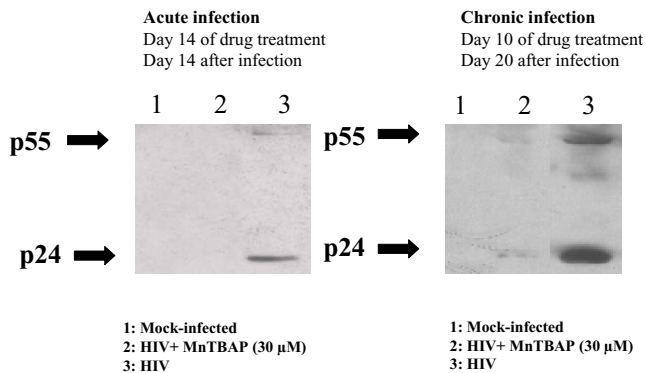 Acute infection
Day 14 of drug treatment
Day 14 after infection
1 2 3
p55
p24
1: Mock-infected
2: HIV+ MnTBAP (30 µM)
3: HIV
Chronic infection
Day 10 of drug treatment
Day 20 after infection
1 2 3
p55
p24
1: Mock-infected
2: HIV+ MnTBAP (30 µM)
3: HIV